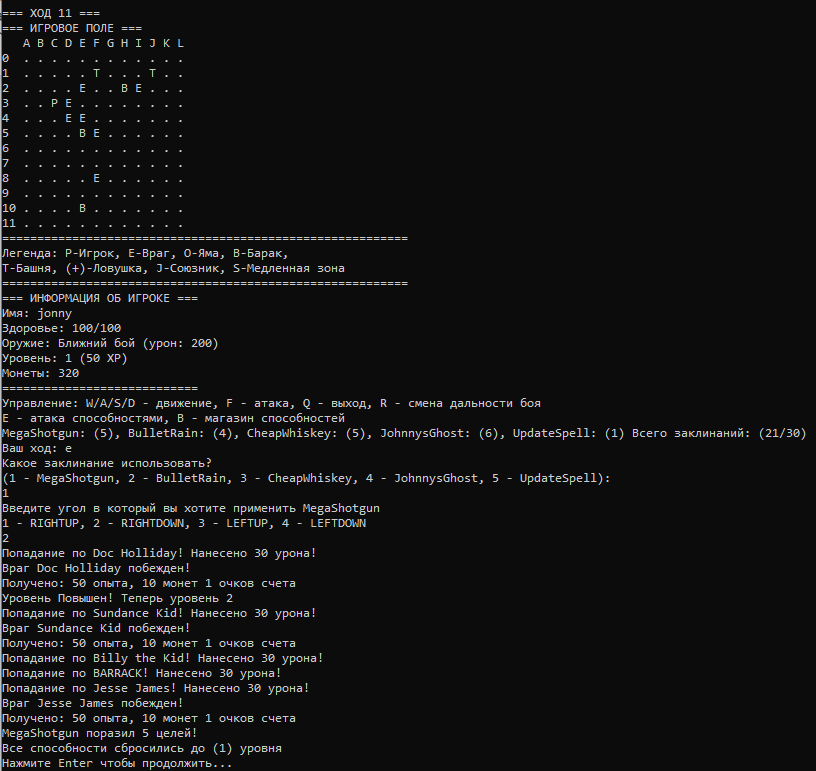 === ХОД 11 ===
=== ИГРОВОЕ ПОЛЕ ===
   A B C D E F G H I J K L
0  . . . . . . . . . . . .
1  . . . . . T . . . T . .
2  . . . . E . . B E . . .
3  . . P E . . . . . . . .
4  . . . E E . . . . . . .
5  . . . . B E . . . . . .
6  . . . . . . . . . . . .
7  . . . . . . . . . . . .
8  . . . . . E . . . . . .
9  . . . . . . . . . . . .
10 . . . . B . . . . . . .
11 . . . . . . . . . . . .
==========================================================
Легенда: P-Игрок, E-Враг, O-Яма, B-Барак,
T-Башня, (+)-Ловушка, J-Союзник, S-Медленная зона
==========================================================
=== ИНФОРМАЦИЯ ОБ ИГРОКЕ ===
Имя: jonny
Здоровье: 100/100
Оружие: Ближний бой (урон: 200)
Уровень: 1 (50 XP)
Монеты: 320
============================
Управление: W/A/S/D - движение, F - атака, Q - выход, R - смена дальности боя
E - атака способностями, B - магазин способностей
MegaShotgun: (5), BulletRain: (4), CheapWhiskey: (5), JohnnysGhost: (6), UpdateSpell: (1) Всего заклинаний: (21/30)
Ваш ход: e
Какое заклинание использовать?
(1 - MegaShotgun, 2 - BulletRain, 3 - CheapWhiskey, 4 - JohnnysGhost, 5 - UpdateSpell):
1
Введите угол в который вы хотите применить MegaShotgun
1 - RIGHTUP, 2 - RIGHTDOWN, 3 - LEFTUP, 4 - LEFTDOWN
2
Попадание по Doc Holliday! Нанесено 30 урона!
Враг Doc Holliday побежден!
Получено: 50 опыта, 10 монет 1 очков счета
Уровень Повышен! Теперь уровень 2
Попадание по Sundance Kid! Нанесено 30 урона!
Враг Sundance Kid побежден!
Получено: 50 опыта, 10 монет 1 очков счета
Попадание по Billy the Kid! Нанесено 30 урона!
Попадание по BARRACK! Нанесено 30 урона!
Попадание по Jesse James! Нанесено 30 урона!
Враг Jesse James побежден!
Получено: 50 опыта, 10 монет 1 очков счета
MegaShotgun поразил 5 целей!
Все способности сбросились до (1) уровня
Нажмите Enter чтобы продолжить...